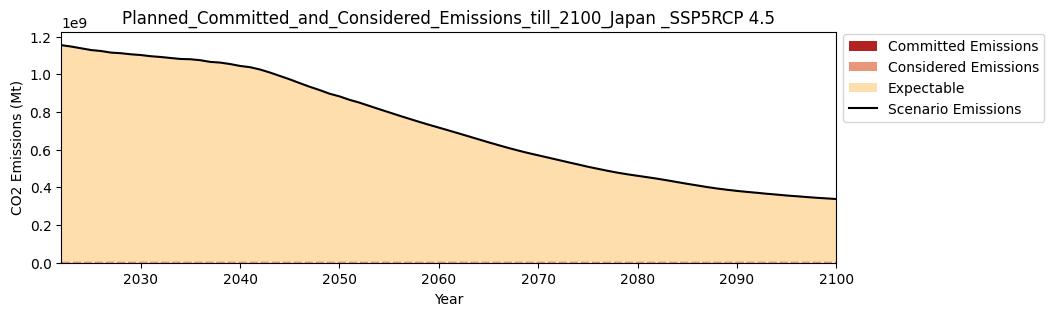 Planned_Committed_and_Considered_Emissions_till_2100_Japan _SSP5RCP 4.5
1e9
1.2
1.0
0.8
0.6
0.4
0.2
0.0
CO2 Emissions (Mt)
2030 2040 2050 2060 2070 2080 2090 2100
Year
Committed Emissions
Considered Emissions
Expectable
Scenario Emissions